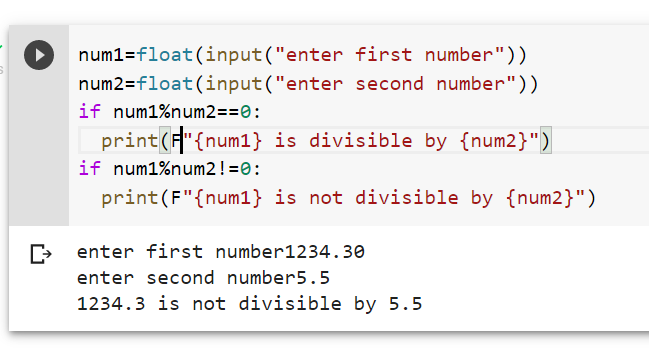 num1=float(input("enter first number"))
num2=float(input("enter second number"))
if num1%num2==0:
  print(F"{num1} is divisible by {num2}")
if num1%num2!=0:
  print(F"{num1} is not divisible by {num2}")
enter first number1234.30
enter second number5.5
1234.3 is not divisible by 5.5